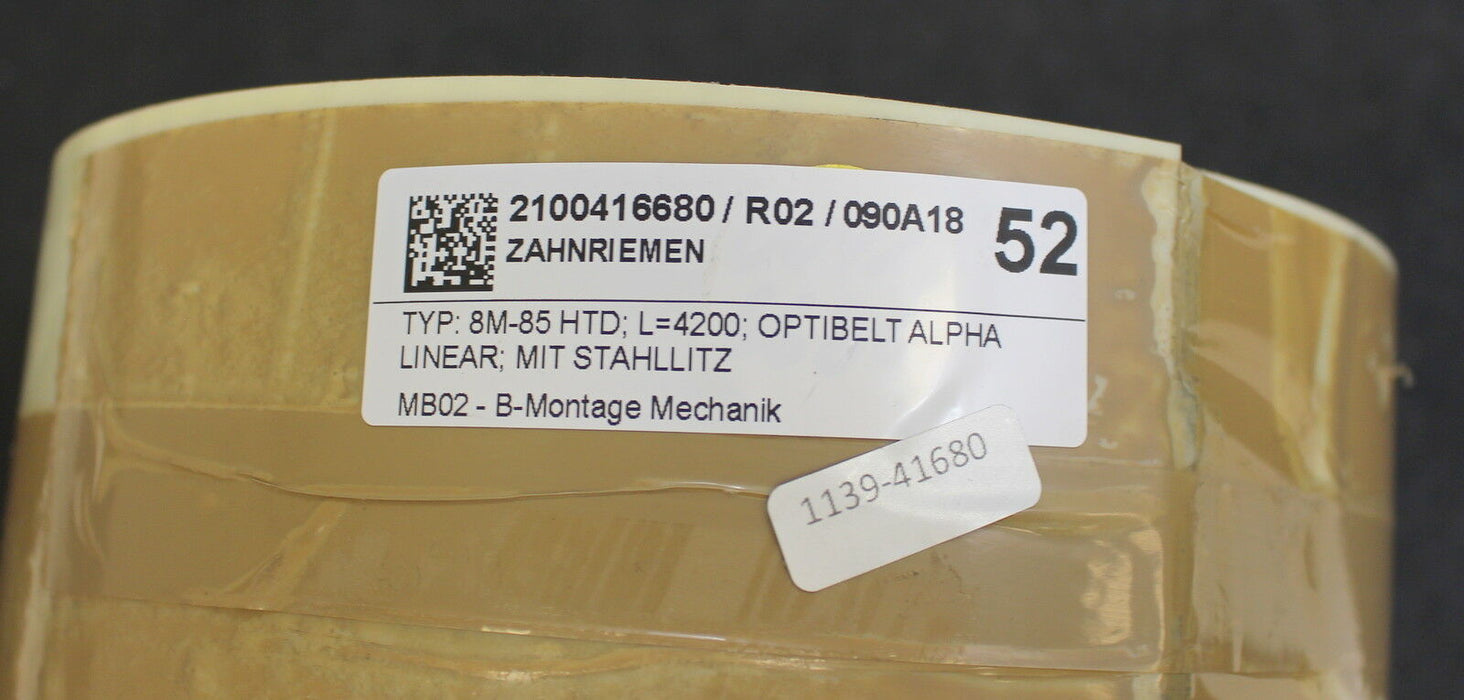 2100416680 / R02 / 090A18 52
ZAHNRIEMEN
TYP: 8M-85 HTD; L=4200; OPTIBELT ALPHA
LINEAR; MIT STAHLLITZ
MB02 - B-Montage Mechanik
1139-41680